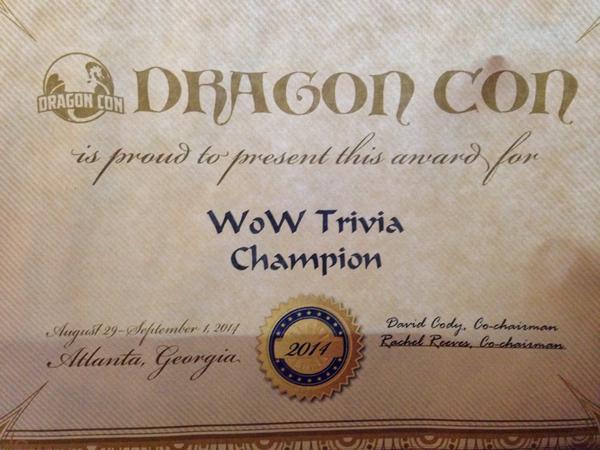 DRAGON CON
DRAGON CON
is proud to present this award for
WoW Trivia
Champion
August 29-September 1, 2014
Atlanta, Georgia
2014
David Cody, Co-chairman
Rachel Reeves, Co-chairman